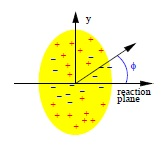 y
ϕ
reaction
plane